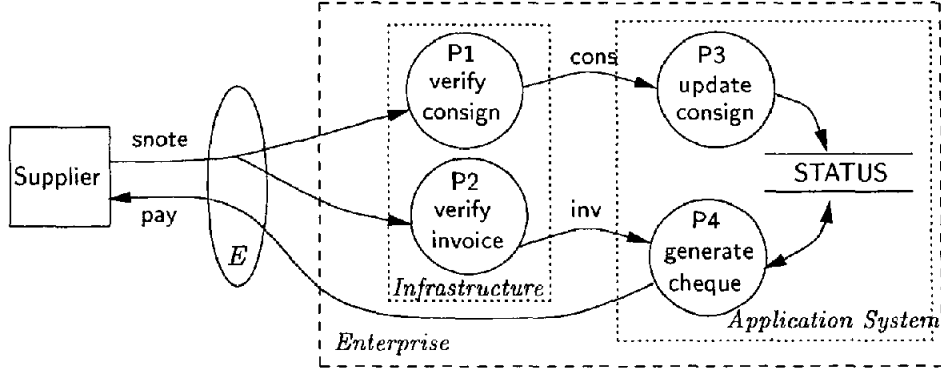 Supplier
snote
pay
E
P1
verify
consign
P2
verify
invoice
Infrastructure
cons
inv
P3
update
consign
STATUS
P4
generate
cheque
Application System
Enterprise